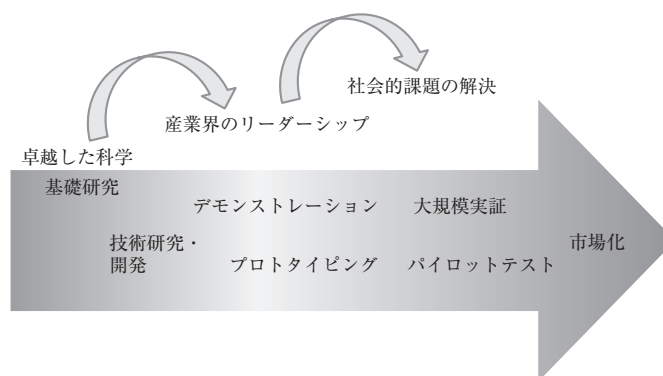 社会的課題の解決
産業界のリーダーシップ
卓越した科学
基礎研究
デモンストレーション
大規模実証
技術研究・
開発
プロトタイピング
パイロットテスト
市場化